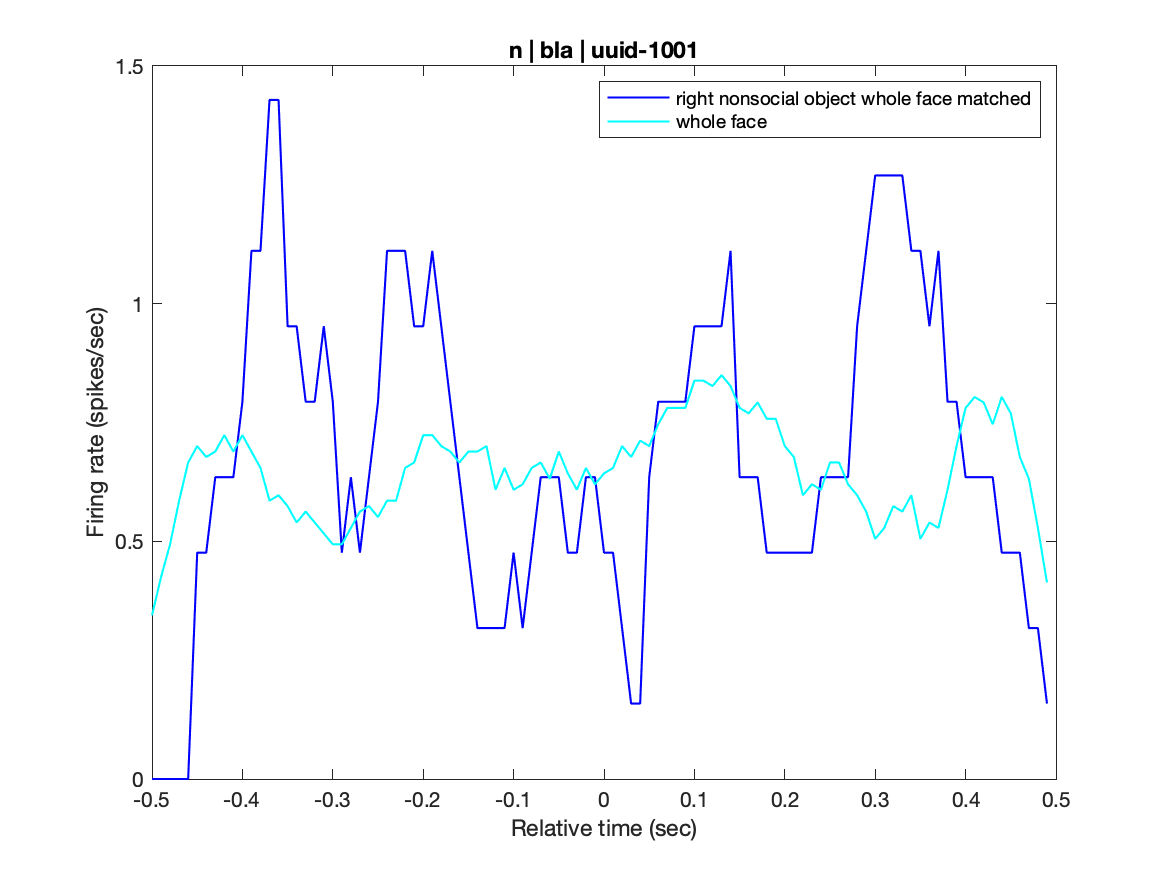 n | bla | uuid-1001
1.5
right nonsocial object whole face matched
whole face
1
Firing rate (spikes/sec)
0.5
0
-0.5 -0.4 -0.3 -0.2 -0.1 0 0.1 0.2 0.3 0.4 0.5
Relative time (sec)